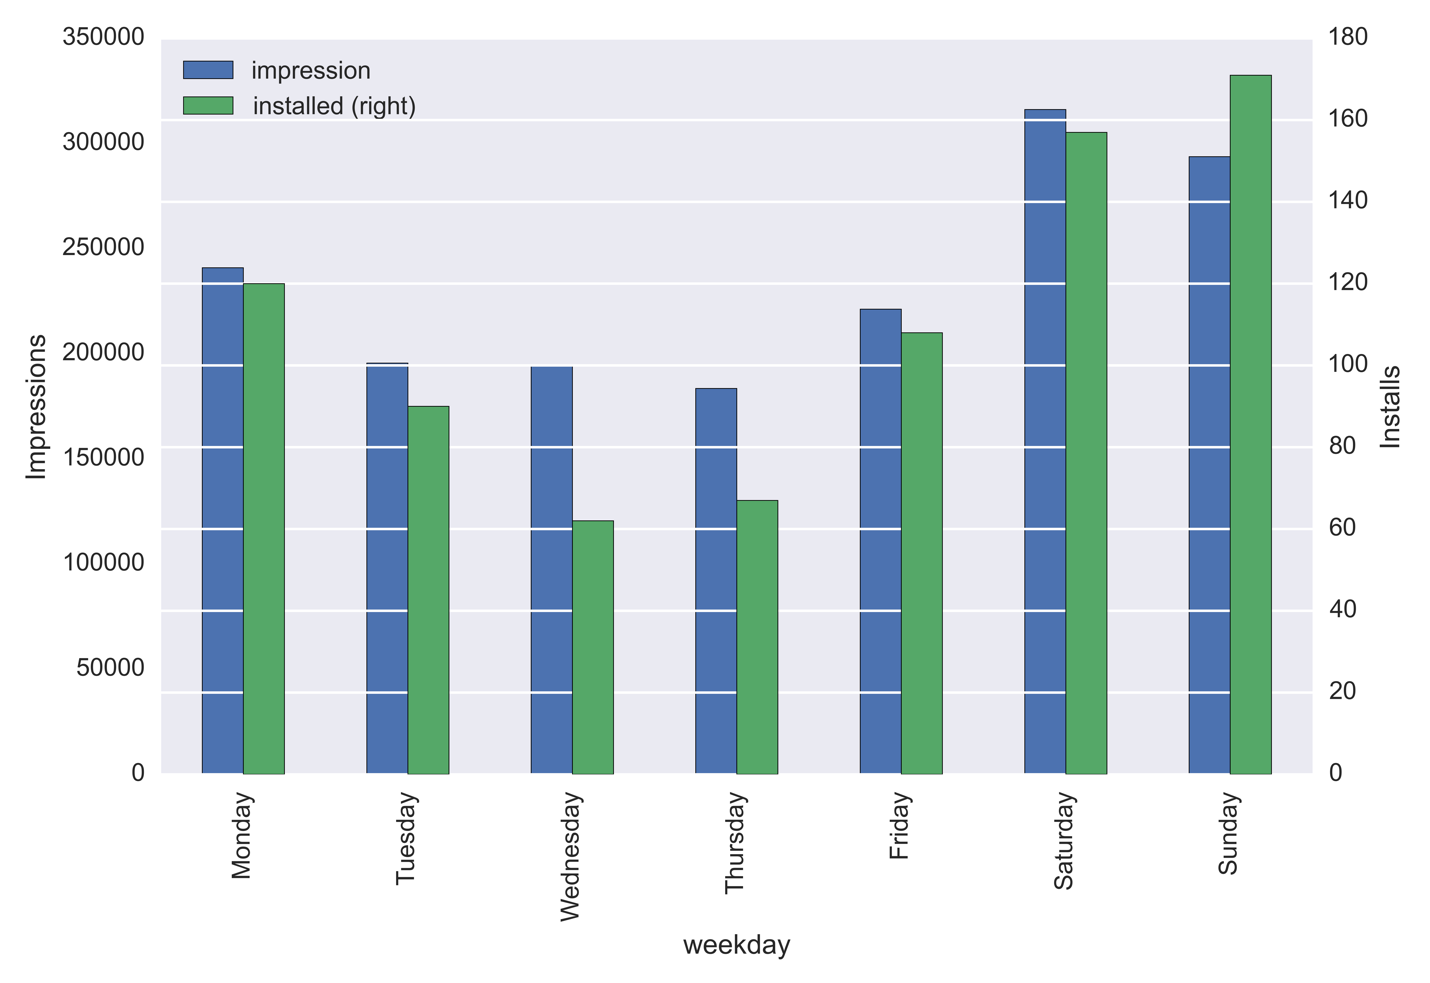 350000
300000
250000
200000
150000
100000
50000
0
Impressions
impression
installed (right)
180
160
140
120
100
80
60
40
20
0
Installs
Monday
Tuesday
Wednesday
Thursday
Friday
Saturday
Sunday
weekday